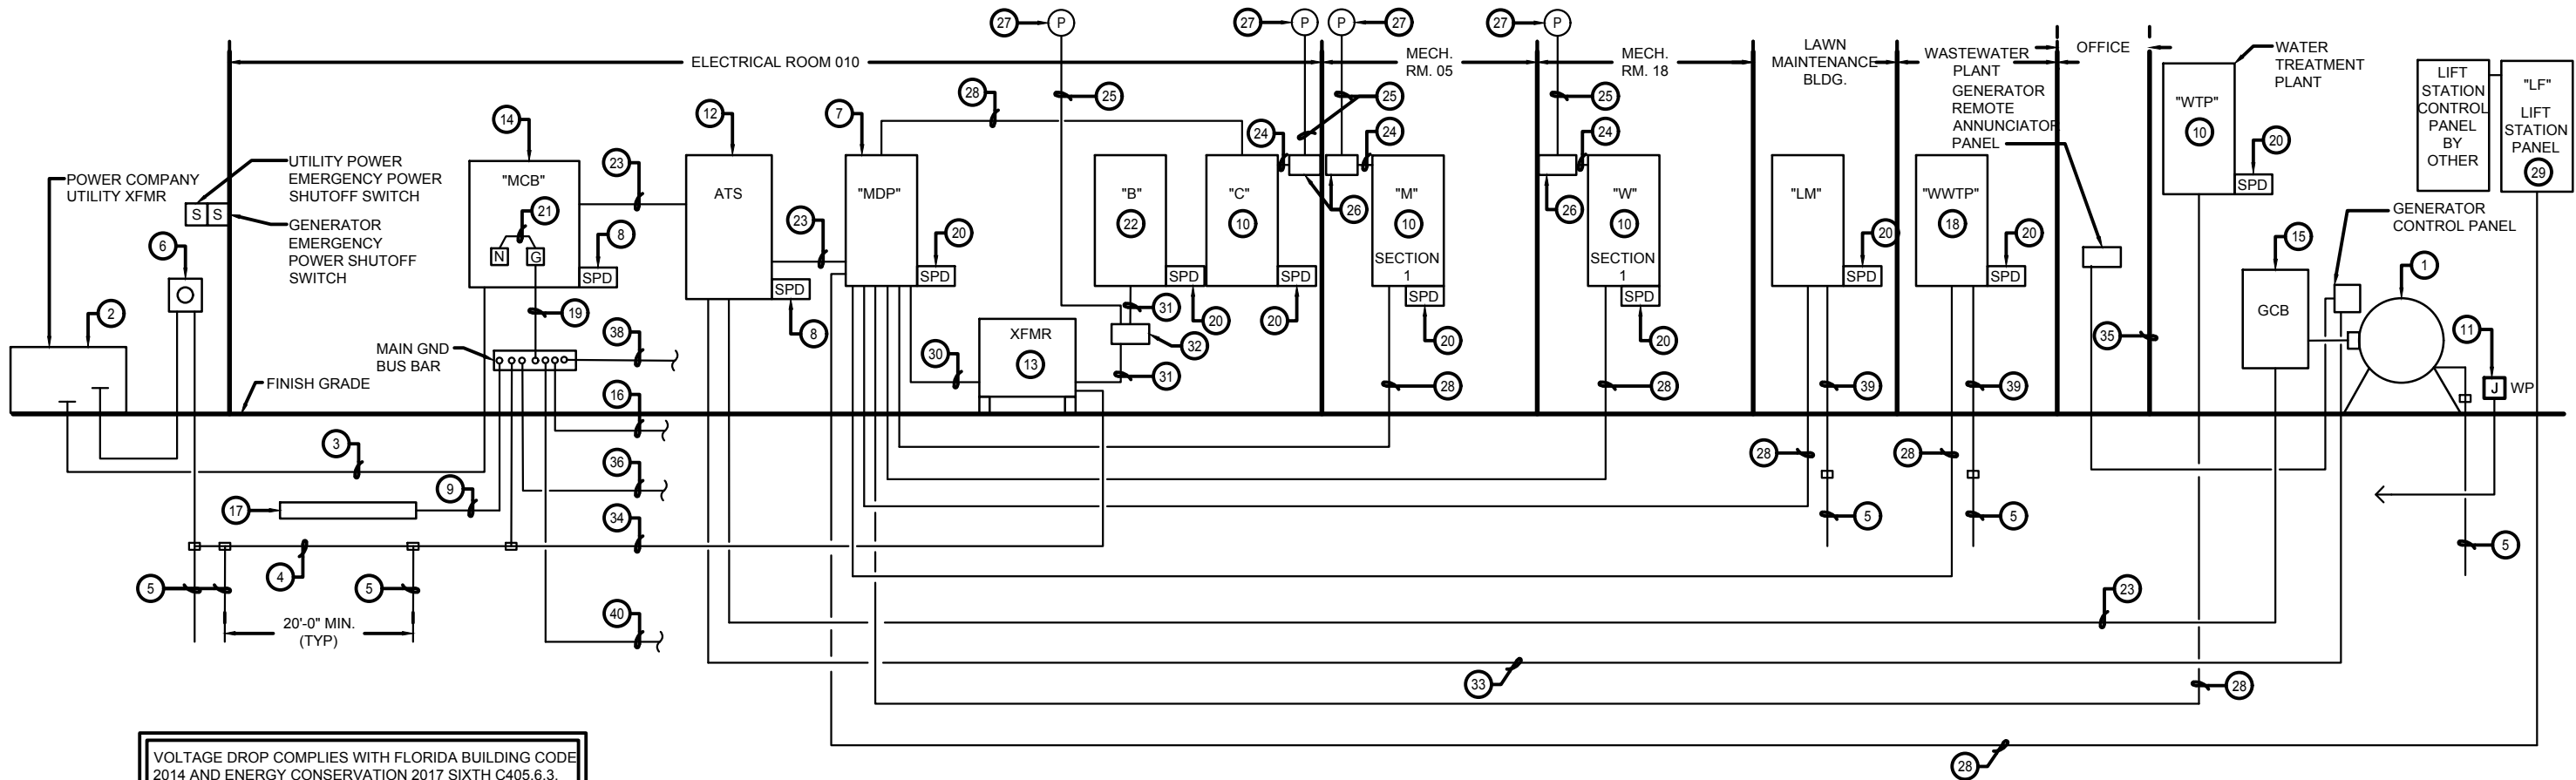 27
P
27
P
P
27
27
P
ELECTRICAL ROOM 010
MECH.
RM. 05
MECH.
RM. 18
LAWN
MAINTENANCE
BLDG.
WASTEWATER
PLANT
OFFICE
WATER
TREATMENT
PLANT
GENERATOR
REMOTE
ANNUNCIATOR
PANEL
LIFT
STATION
CONTROL
PANEL
BY
OTHER
"LF"
LIFT
STATION
PANEL
29
14
12
7
28
25
25
25
24
24
24
26
26
POWER COMPANY
UTILITY XFMR
UTILITY POWER
EMERGENCY POWER
SHUTOFF SWITCH
S
S
GENERATOR
EMERGENCY
POWER SHUTOFF
SWITCH
"MCB"
21
N
G
SPD
8
23
ATS
SPD
8
23
"MDP"
SPD
20
"B"
22
SPD
20
"C"
10
SPD
20
"M"
10
SECTION
1
SPD
20
"W"
10
SECTION
1
SPD
20
"LM"
SPD
20
"WWTP"
18
SPD
20
"WTP"
10
SPD
20
GENERATOR
CONTROL PANEL
15
GCB
1
11
J
WP
6
2
19
38
MAIN GND
BUS BAR
FINISH GRADE
30
XFMR
13
31
32
31
28
28
39
39
35
16
3
36
9
17
34
4
5
5
20'-0" MIN.
(TYP)
40
28
28
5
5
5
23
33
28
28
VOLTAGE DROP COMPLIES WITH FLORIDA BUILDING CODE
2014 AND ENERGY CONSERVATION 2017 SIXTH C405.6.3.